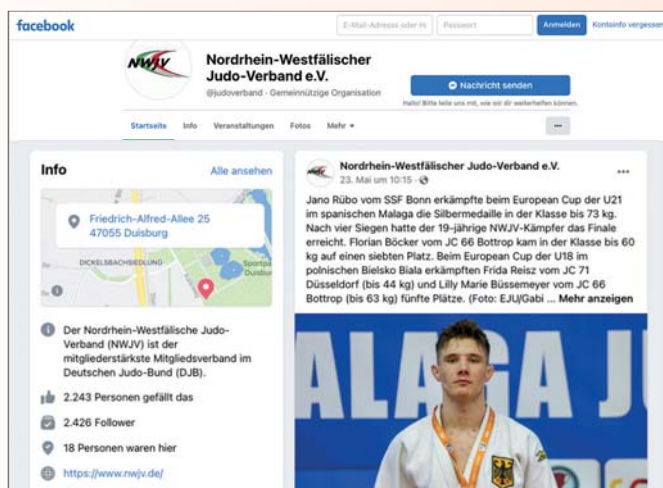 facebook
E-Mail-Adresse oder H
Passwort
Anmelden
Kontoinfo vergessen
NWJV
Nordrhein-Westfälischer
Judo-Verband e.V.
@judoverband · Gemeinnützige Organisation
Nachricht senden
Hallo! Bitte teile uns mit, wie wir dir weiterhelfen können.
Startseite Info Veranstaltungen Fotos Mehr
Info
Alle ansehen
Friedrich-Alfred-Allee 25
47055 Duisburg
DICKELSBACHSIEDLUNG
Sportpa
Duisbur
Der Nordrhein-Westfälische Judo-
Verband (NWJV) ist der
mitgliederstärkste Mitgliedsverband im
Deutschen Judo-Bund (DJB).
2.243 Personen gefällt das
2.426 Follower
18 Personen waren hier
https://www.nwjv.de/
Nordrhein-Westfälischer Judo-Verband e.V.
23. Mai um 10:15 ·
Jano Rübo vom SSF Bonn erkämpfte beim European Cup der U21
im spanischen Malaga die Silbermedaille in der Klasse bis 73 kg.
Nach vier Siegen hatte der 19-jährige NWJV-Kämpfer das Finale
erreicht. Florian Böcker vom JC 66 Bottrop kam in der Klasse bis 60
kg auf einen siebten Platz. Beim European Cup der U18 im
polnischen Bielsko Biala erkämpften Frida Reisz vom JC 71
Düsseldorf (bis 44 kg) und Lilly Marie Büssemeyer vom JC 66
Bottrop (bis 63 kg) fünfte Plätze. (Foto: EJU/Gabi ... Mehr anzeigen
ALAGA JU